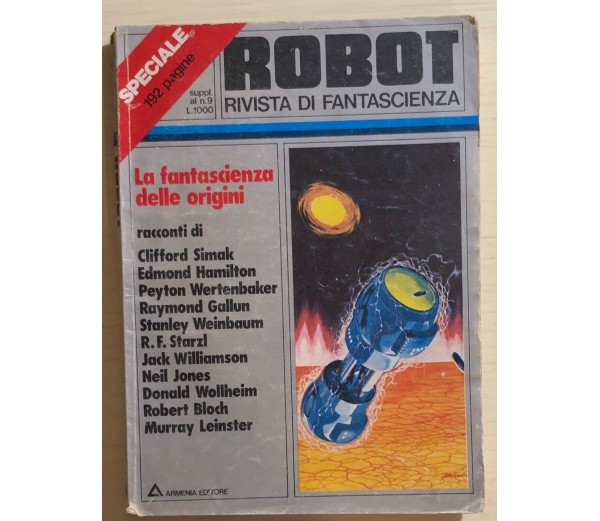 SPECIALE
192 pagine
suppl.
al n.9
L.1000
ROBOT
RIVISTA DI FANTASCIENZA
La fantascienza
delle origini
racconti di
Clifford Simak
Edmond Hamilton
Peyton Wertenbaker
Raymond Gallun
Stanley Weinbaum
R.F. Starzl
Jack Williamson
Neil Jones
Donald Wollheim
Robert Bloch
Murray Leinster
ARMENIA EDITORE